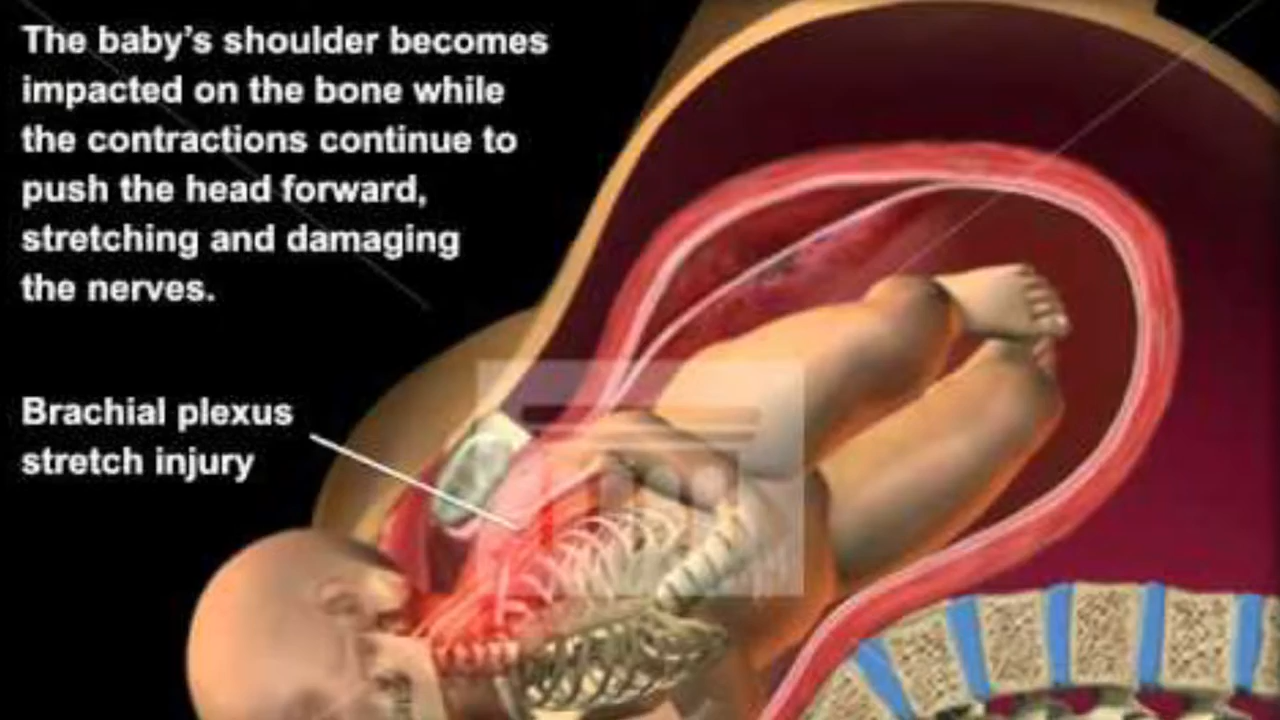 The baby’s shoulder becomes
impacted on the bone while
the contractions continue to
push the head forward,
stretching and damaging
the nerves.
Brachial plexus
stretch injury